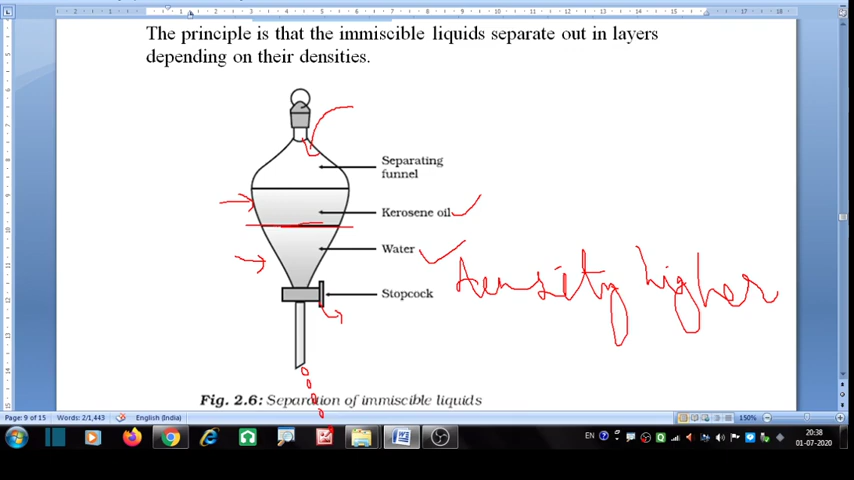 The principle is that the immiscible liquids separate out in layers
depending on their densities.
Separating
funnel
Kerosene oil
Water
density higher
Stopcock
Fig. 2.6: Separation of immiscible liquids
Page: 9 of 15
Words: 2/1,443
English (India)
150%
EN
20:38
01-07-2020